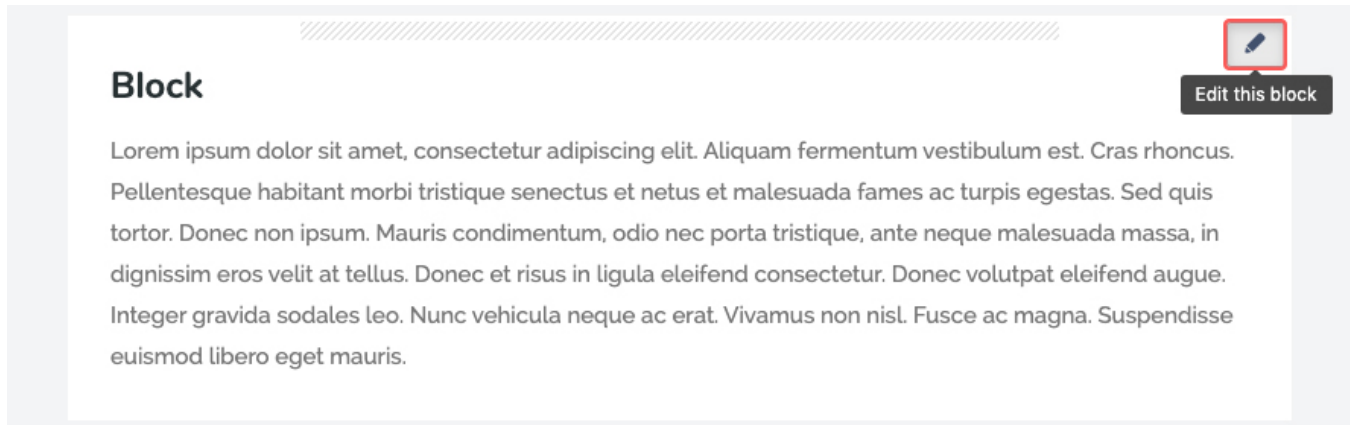 Block
Edit this block
Lorem ipsum dolor sit amet, consectetur adipiscing elit. Aliquam fermentum vestibulum est. Cras rhoncus.
Pellentesque habitant morbi tristique senectus et netus et malesuada fames ac turpis egestas. Sed quis
tortor. Donec non ipsum. Mauris condimentum, odio nec porta tristique, ante neque malesuada massa, in
dignissim eros velit at tellus. Donec et risus in ligula eleifend consectetur. Donec volutpat eleifend augue.
Integer gravida sodales leo. Nunc vehicula neque ac erat. Vivamus non nisl. Fusce ac magna. Suspendisse
euismod libero eget mauris.